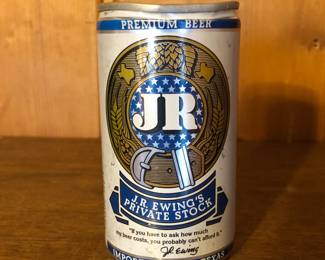 PREMIUM BEER
JR
J.R. EWING'S
PRIVATE STOCK
"If you have to ask how much
my beer costs, you probably can't afford it."
J.R. Ewing